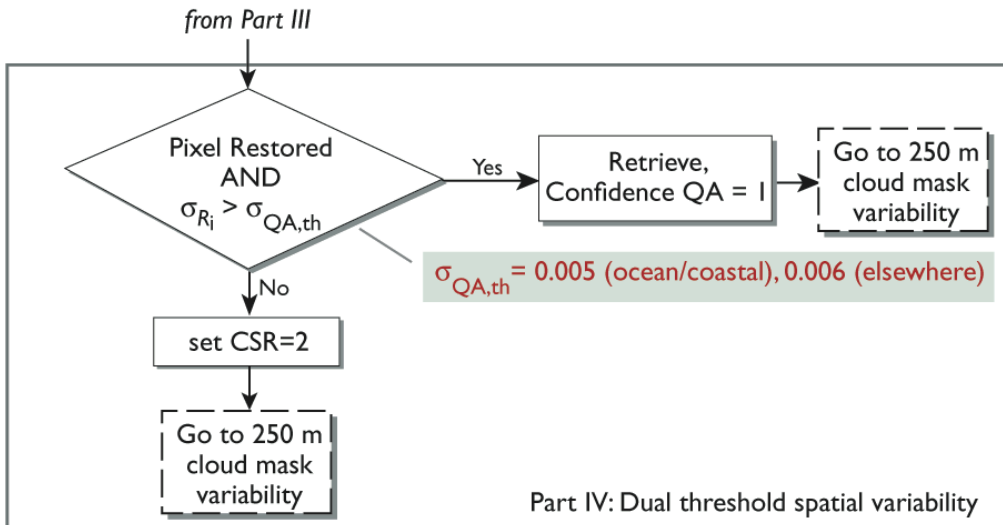 from Part III
Pixel Restored
AND
σRi > σQA,th
Yes
Retrieve,
Confidence QA = 1
Go to 250 m
cloud mask
variability
σQA,th = 0.005 (ocean/coastal), 0.006 (elsewhere)
No
set CSR=2
Go to 250 m
cloud mask
variability
Part IV: Dual threshold spatial variability